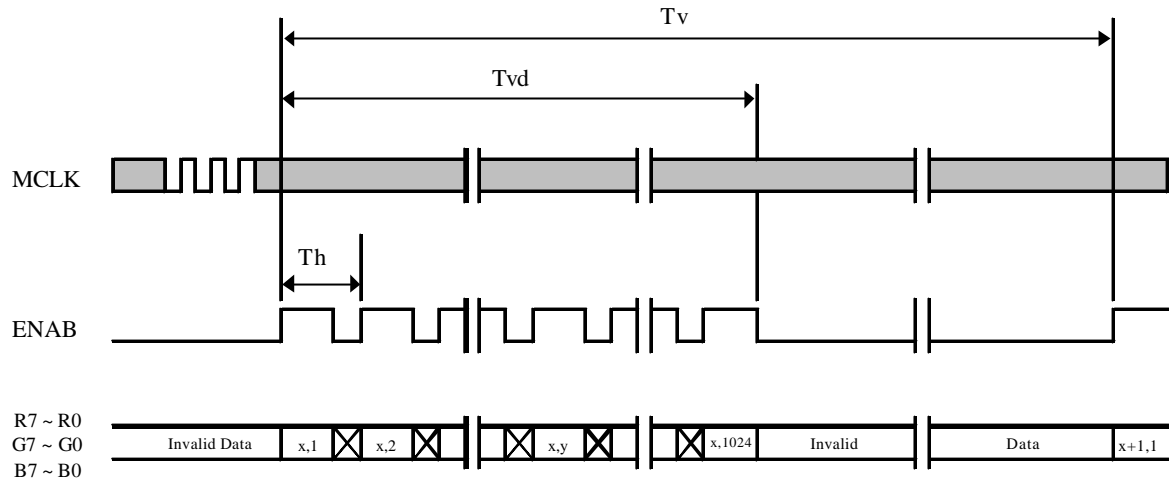 Tv
Tvd
MCLK
Th
ENAB
R7 ~ R0
G7 ~ G0
B7 ~ B0
Invalid Data
x,1
x,2
x,y
x,1024
Invalid
Data
x+1,1